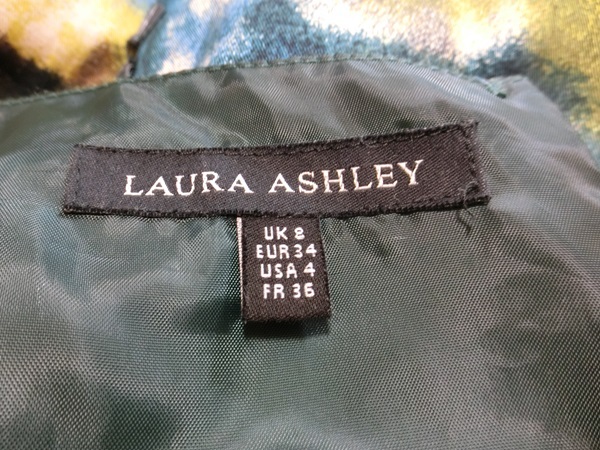 LAURA ASHLEY
UK 8
EUR 34
USA 4
FR 36